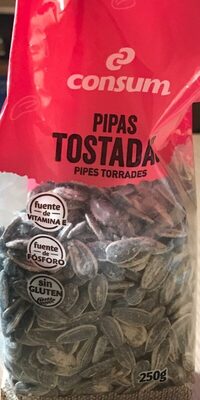 consum
PIPAS
TOSTADA
PIPES TORRADES
fuente
de
VITAMINA E
fuente
de
FÓSFORO
sin
GLUTEN
250g